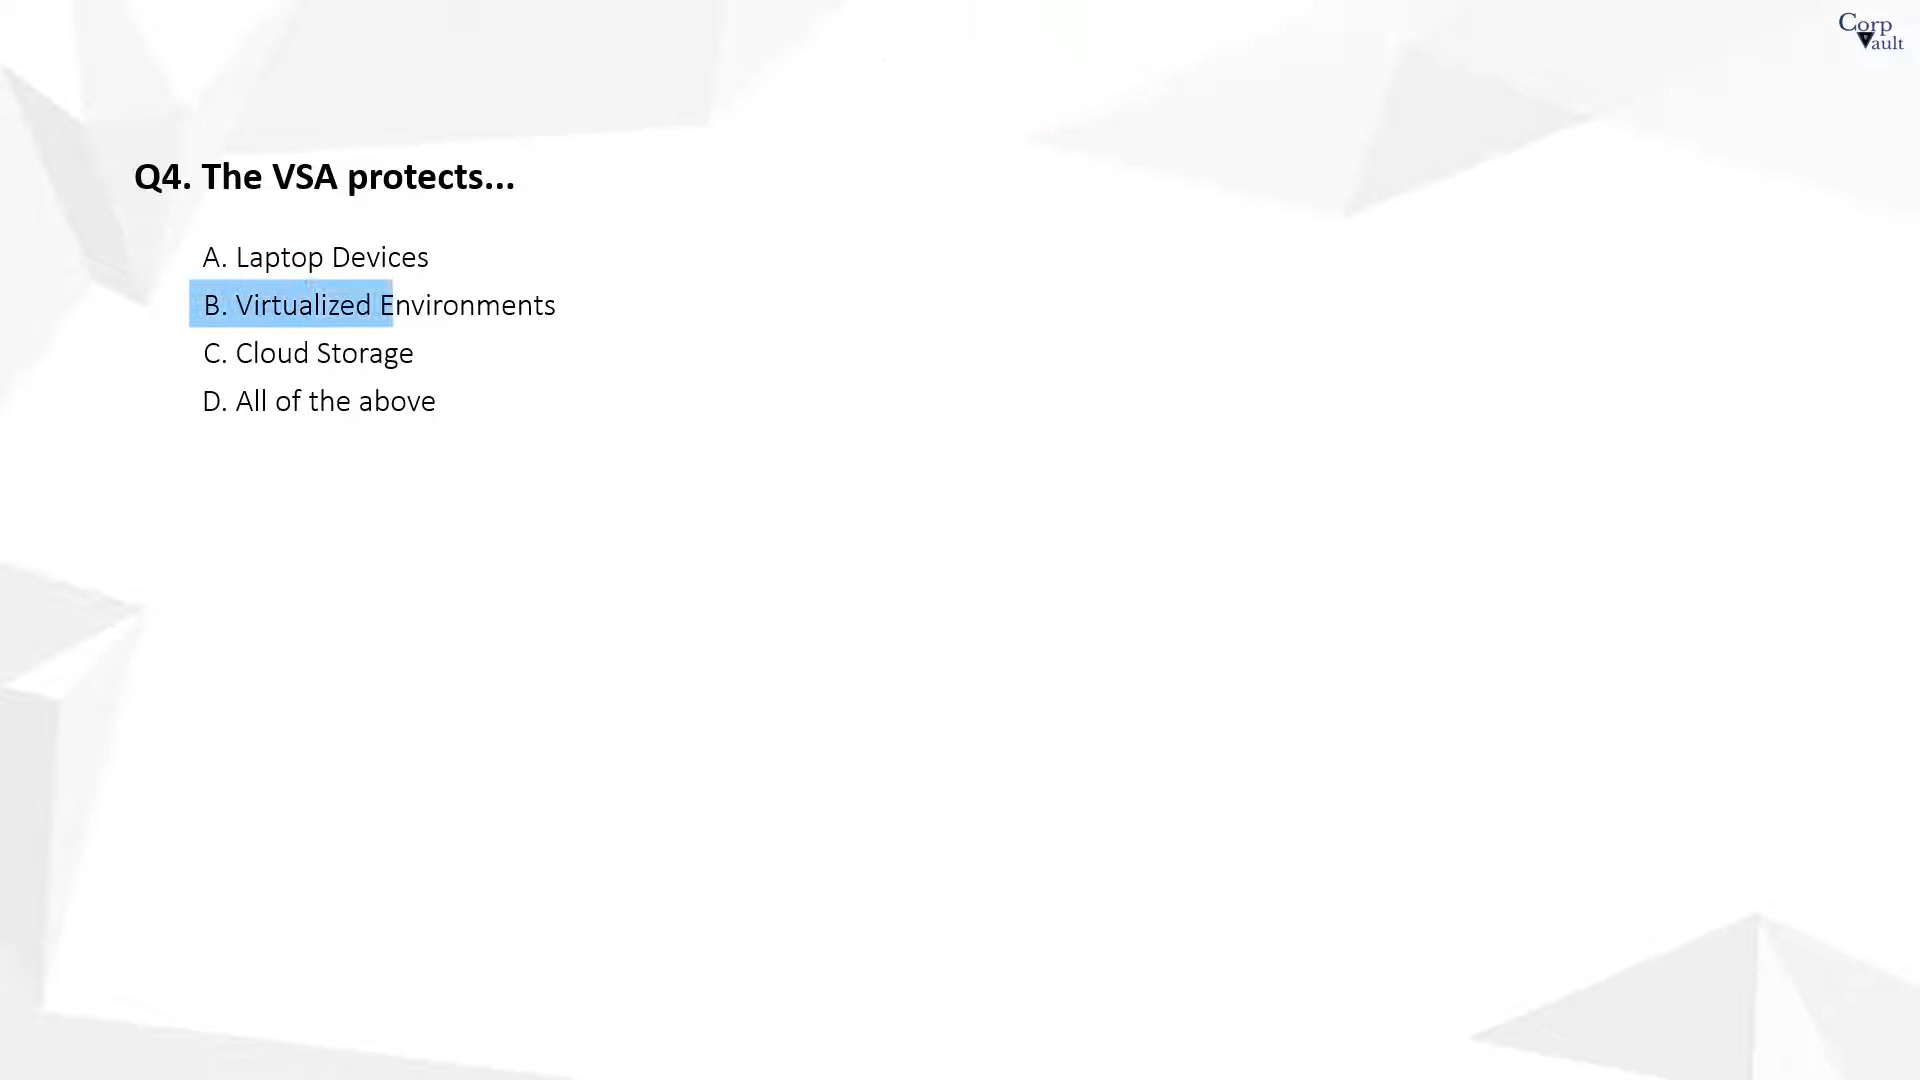 Corp
Vault
Q4. The VSA protects...
A. Laptop Devices
B. Virtualized Environments
C. Cloud Storage
D. All of the above